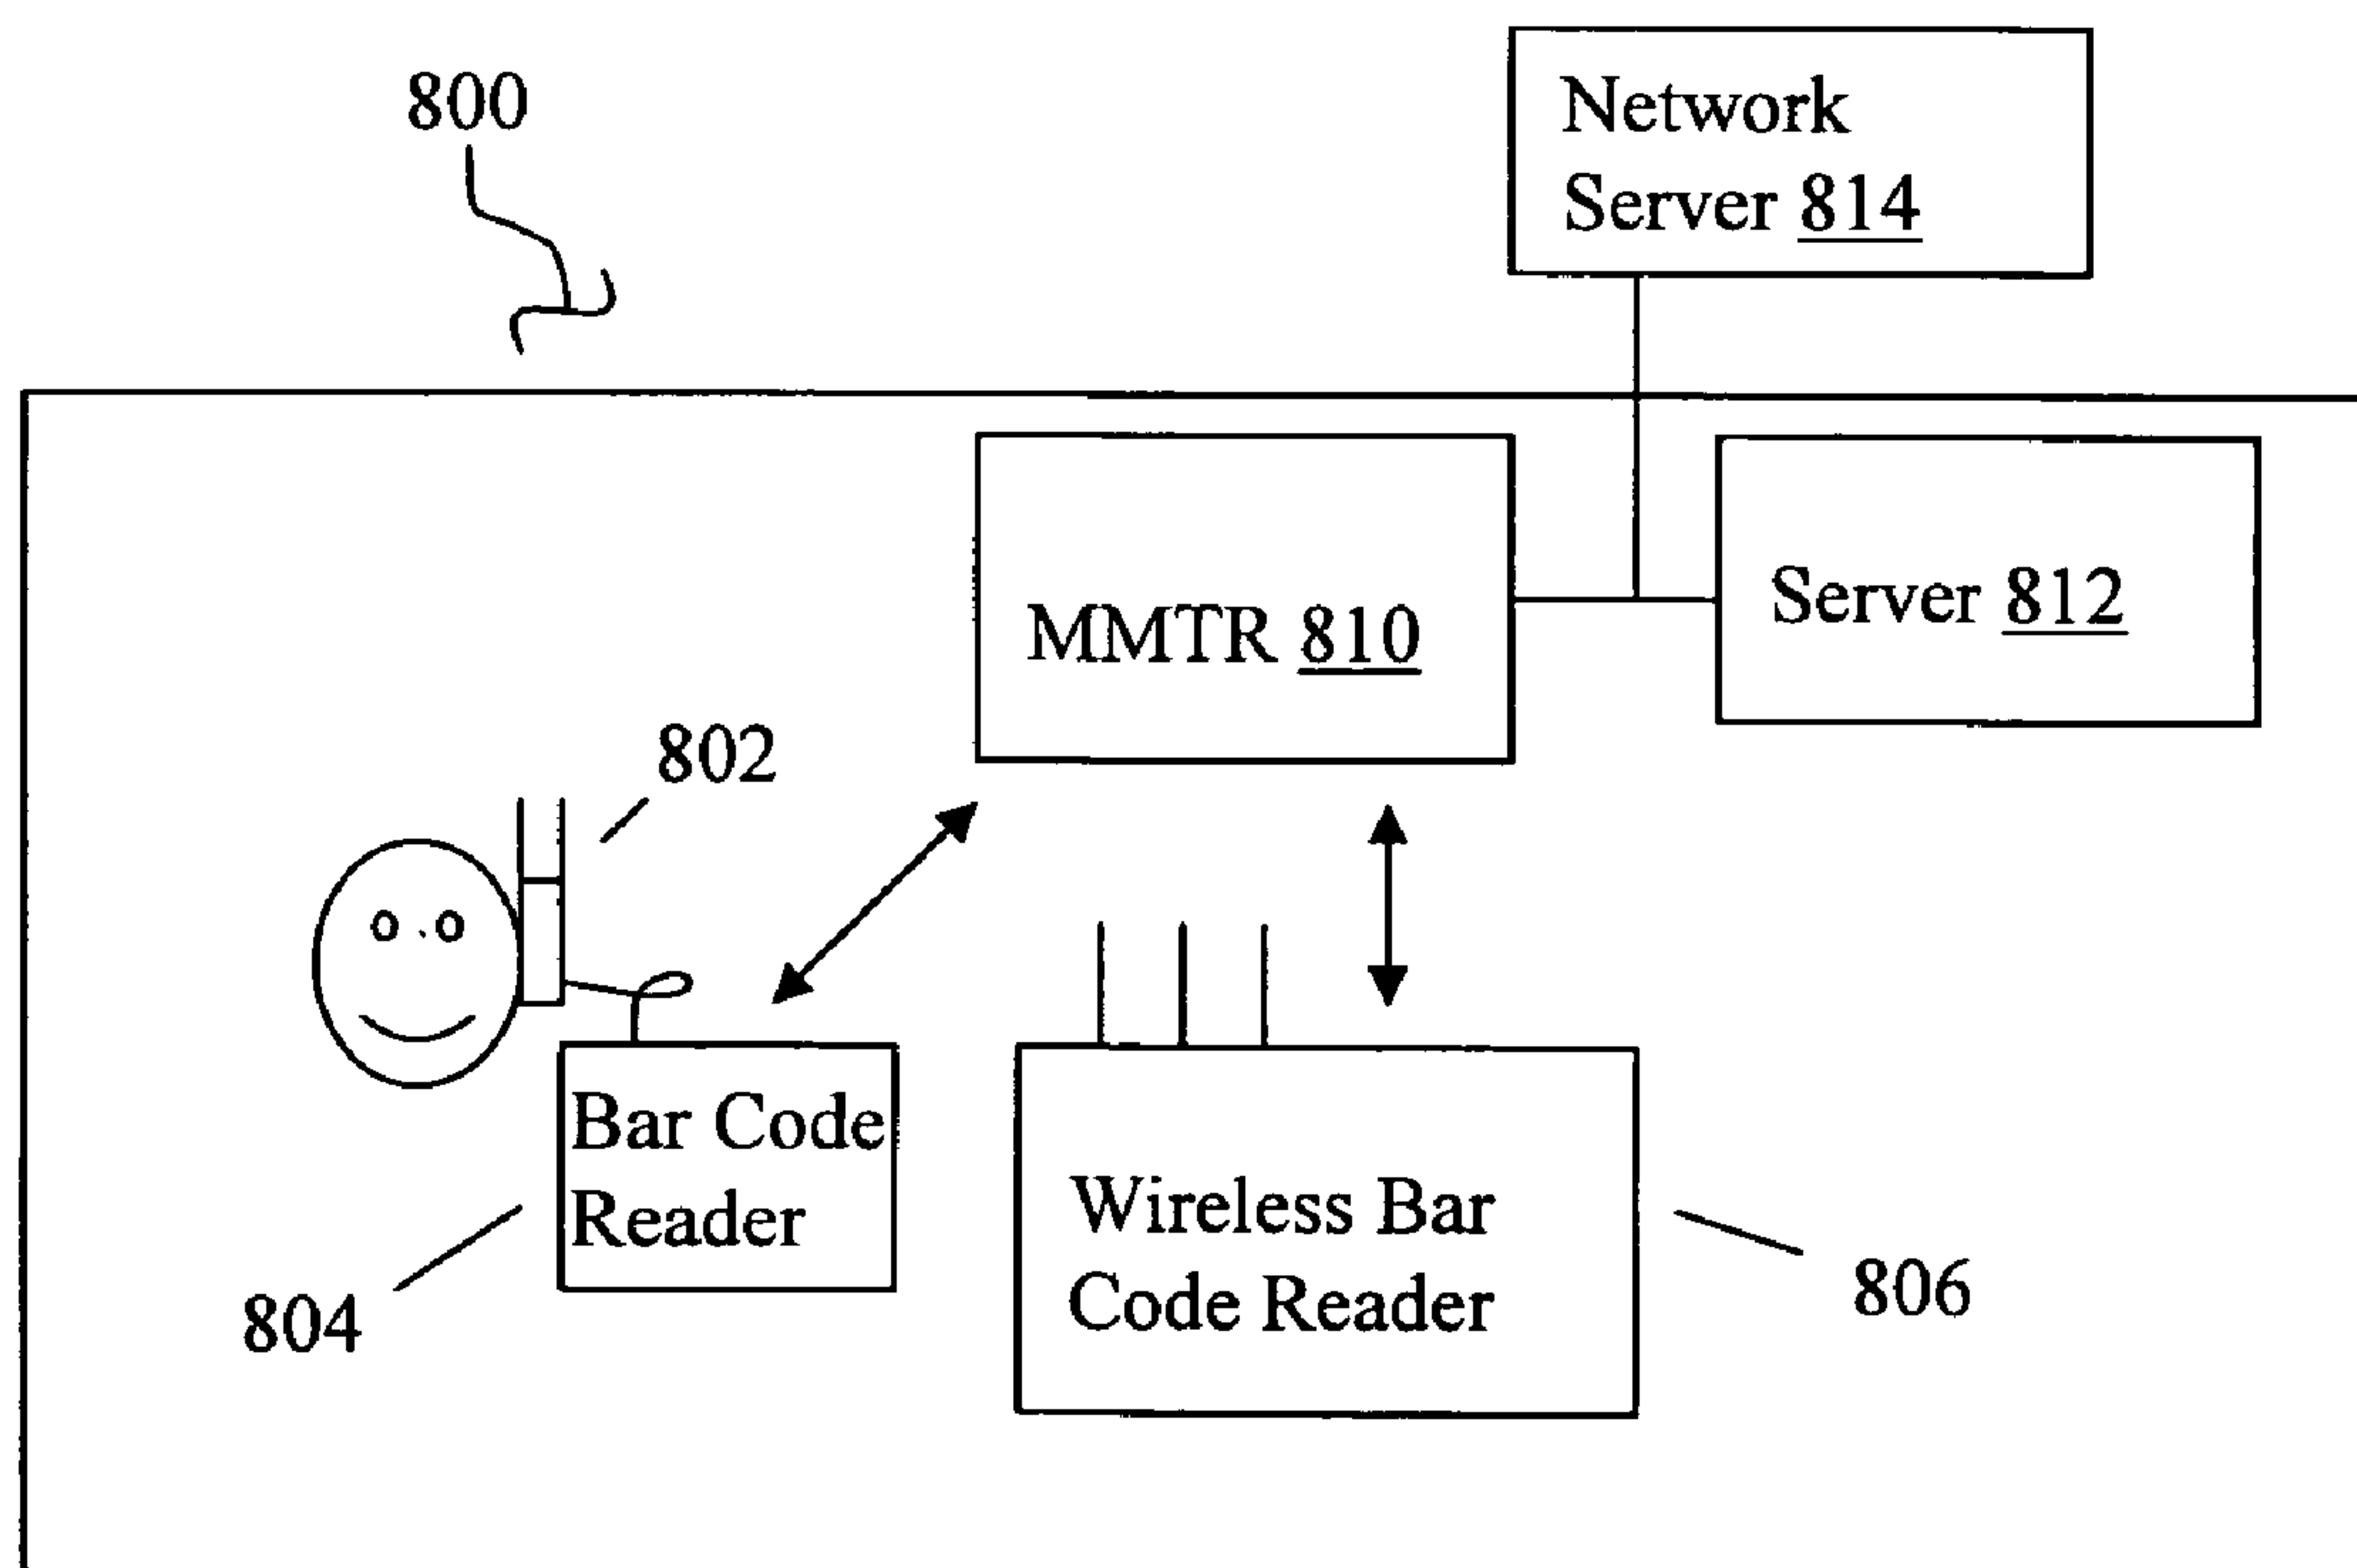 800
Network
Server 814
MMTR 810
Server 812
802
Bar Code
Reader
804
Wireless Bar
Code Reader
806